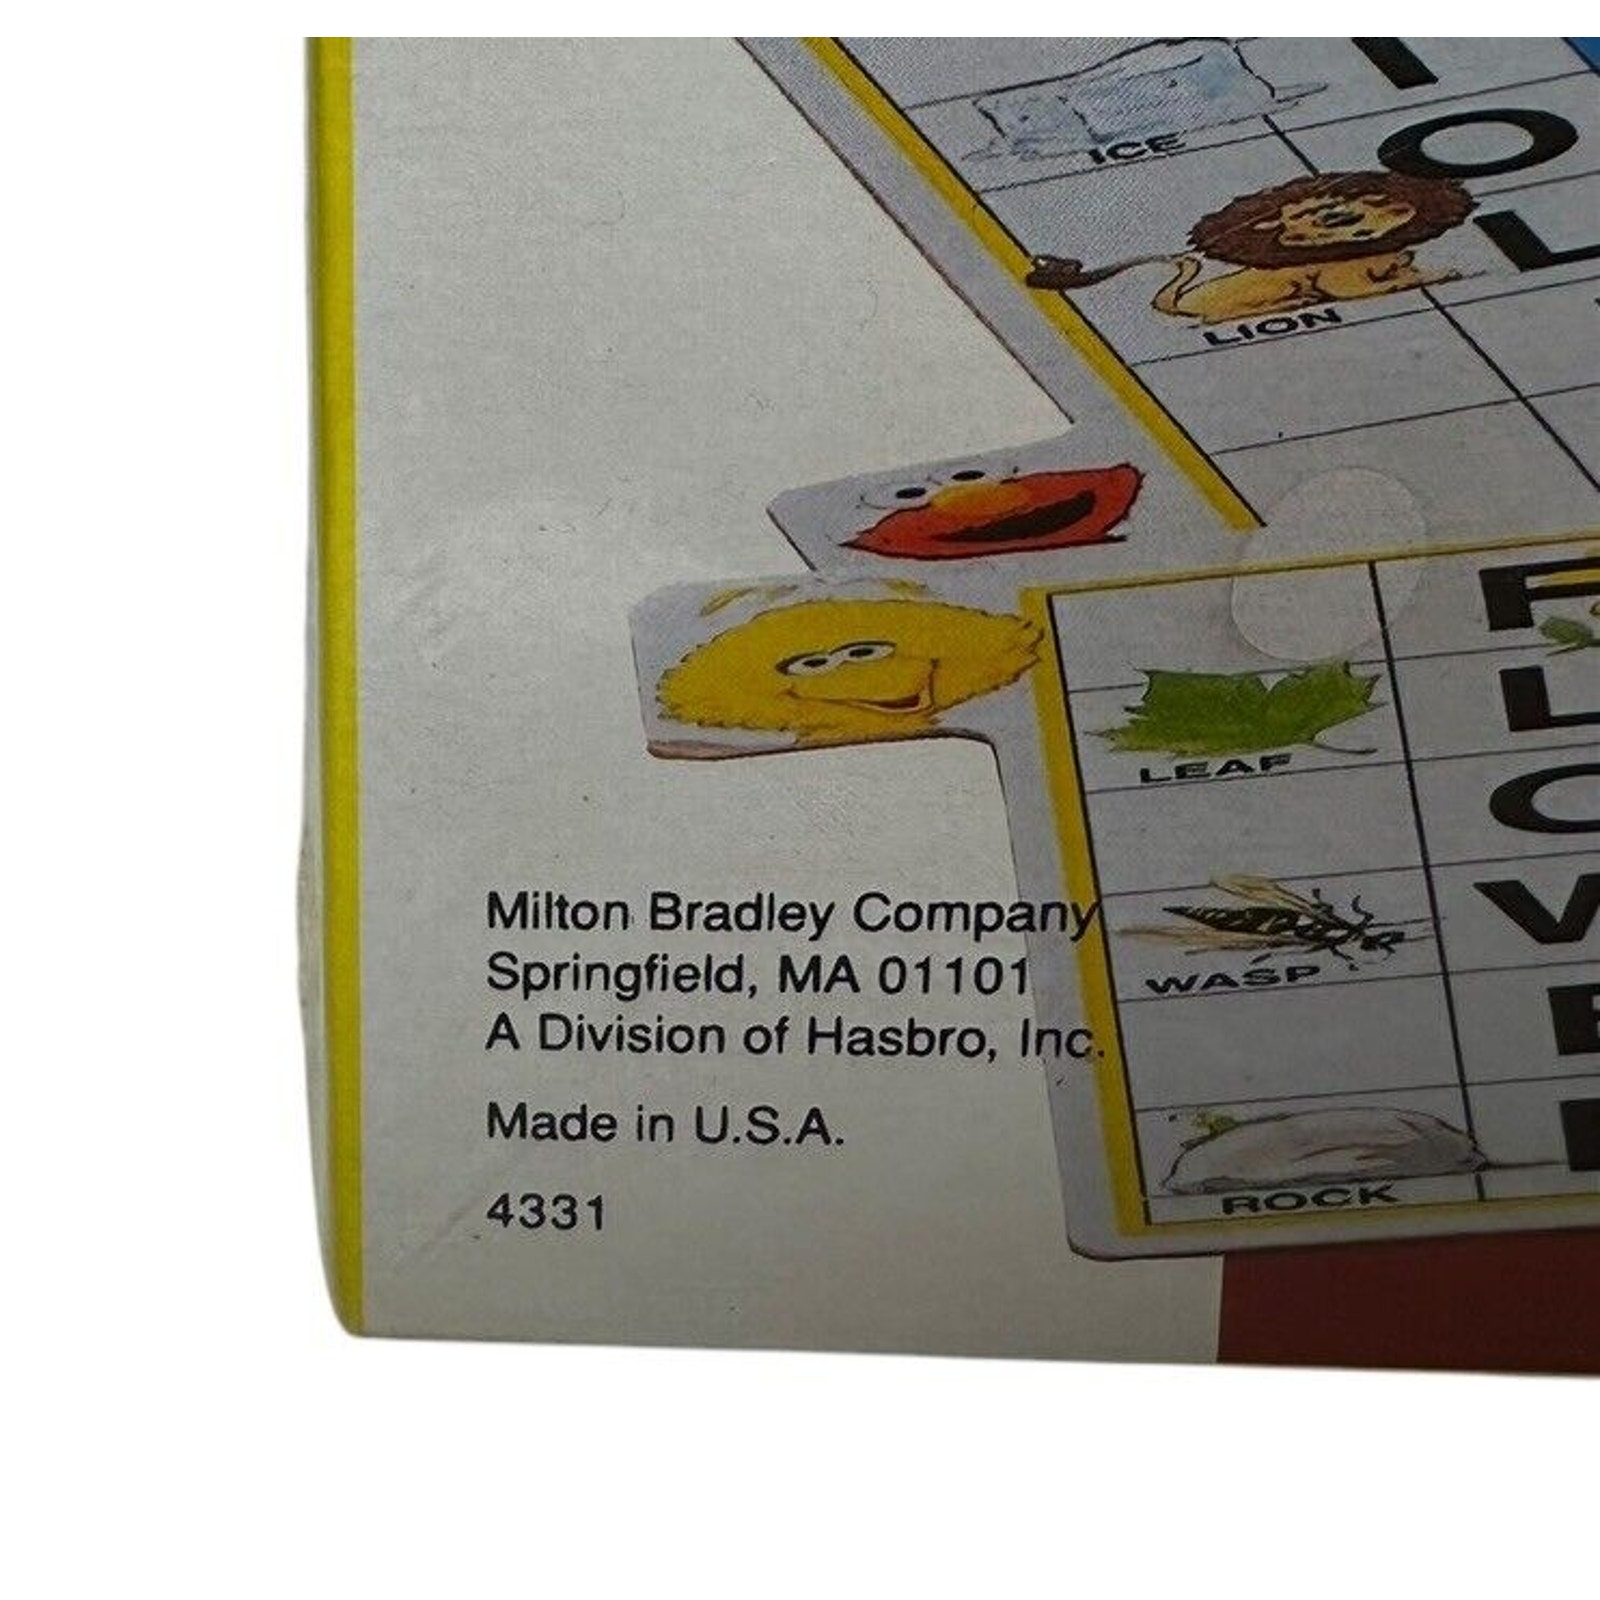 I
ICE
O
LION
L
F
L
LEAF
O
V
WASP
E
ROCK
Milton Bradley Company
Springfield, MA 01101
A Division of Hasbro, Inc.
Made in U.S.A.
4331